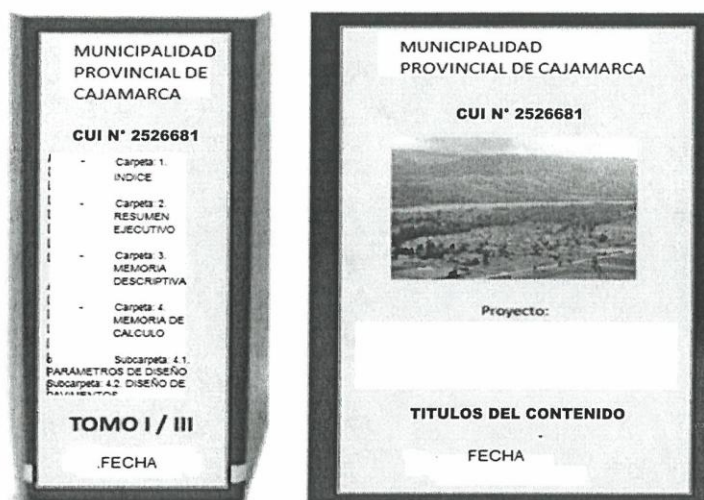 MUNICIPALIDAD
PROVINCIAL DE
CAJAMARCA
CUI N° 2526681
- Carpeta: 1.
INDICE
- Carpeta: 2.
RESUMEN
EJECUTIVO
- Carpeta: 3.
MEMORIA
DESCRIPTIVA
- Carpeta: 4.
MEMORIA DE
CALCULO
Subcarpeta: 4.1.
PARÁMETROS DE DISEÑO
Subcarpeta: 4.2. DISEÑO DE
PAVIMENTOS
TOMO I / III
.FECHA
MUNICIPALIDAD
PROVINCIAL DE CAJAMARCA
CUI N° 2526681
Proyecto:
TITULOS DEL CONTENIDO
FECHA